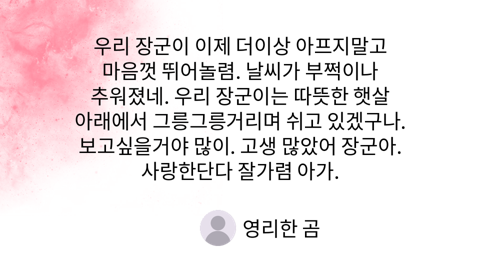 우리 장군이 이제 더이상 아프지말고
마음껏 뛰어놀렴. 날씨가 부쩍이나
추워졌네. 우리 장군이는 따뜻한 햇살
아래에서 그릉그릉거리며 쉬고 있겠구나.
보고싶을거야 많이. 고생 많았어 장군아.
사랑한단다 잘가렴 아가.
영리한 곰